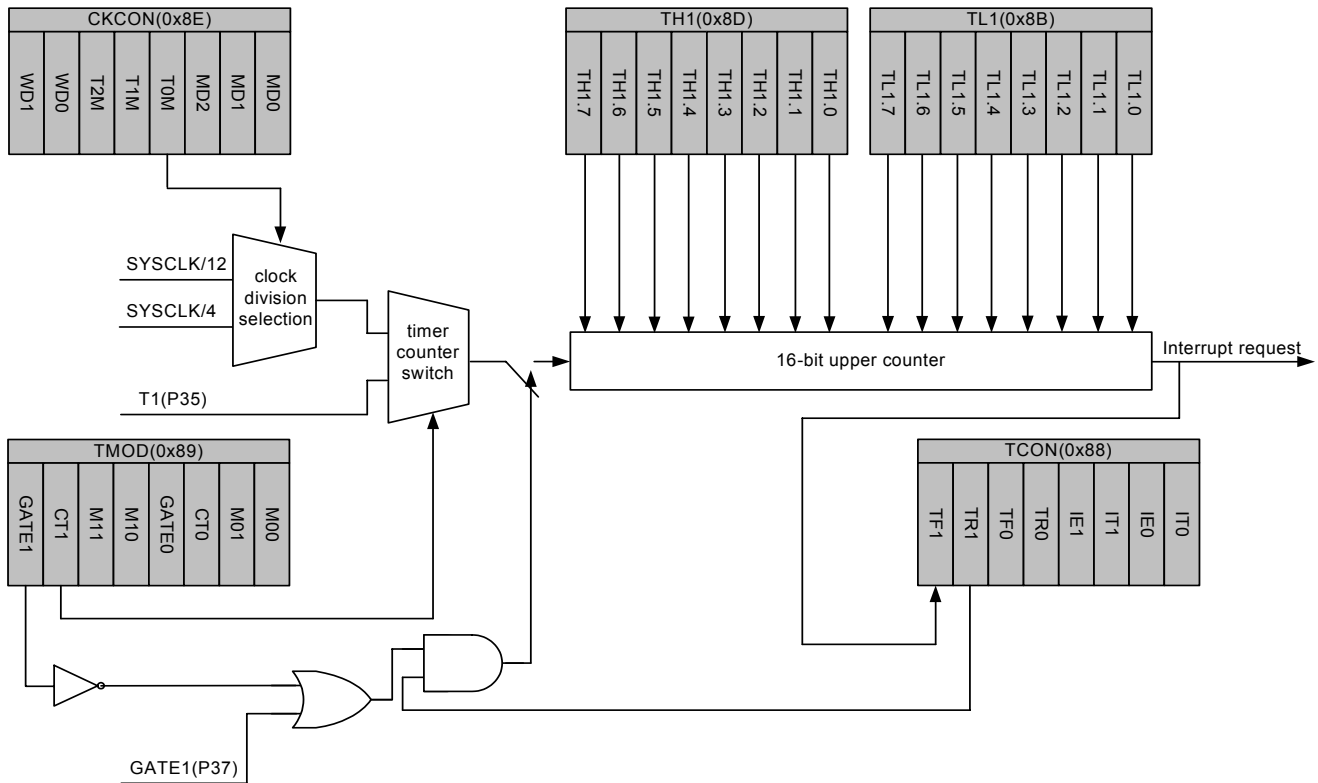 CKCON(0x8E)
WD1
WD0
T2M
T1M
T0M
MD2
MD1
MD0
TH1(0x8D)
TH1.7
TH1.6
TH1.5
TH1.4
TH1.3
TH1.2
TH1.1
TH1.0
TL1(0x8B)
TL1.7
TL1.6
TL1.5
TL1.4
TL1.3
TL1.2
TL1.1
TL1.0
SYSCLK/12
SYSCLK/4
clock
division
selection
timer
counter
switch
T1(P35)
16-bit upper counter
Interrupt request
TMOD(0x89)
GATE1
CT1
M11
M10
GATE0
CT0
M01
M00
TCON(0x88)
TF1
TR1
TF0
TR0
IE1
IT1
IE0
IT0
GATE1(P37)